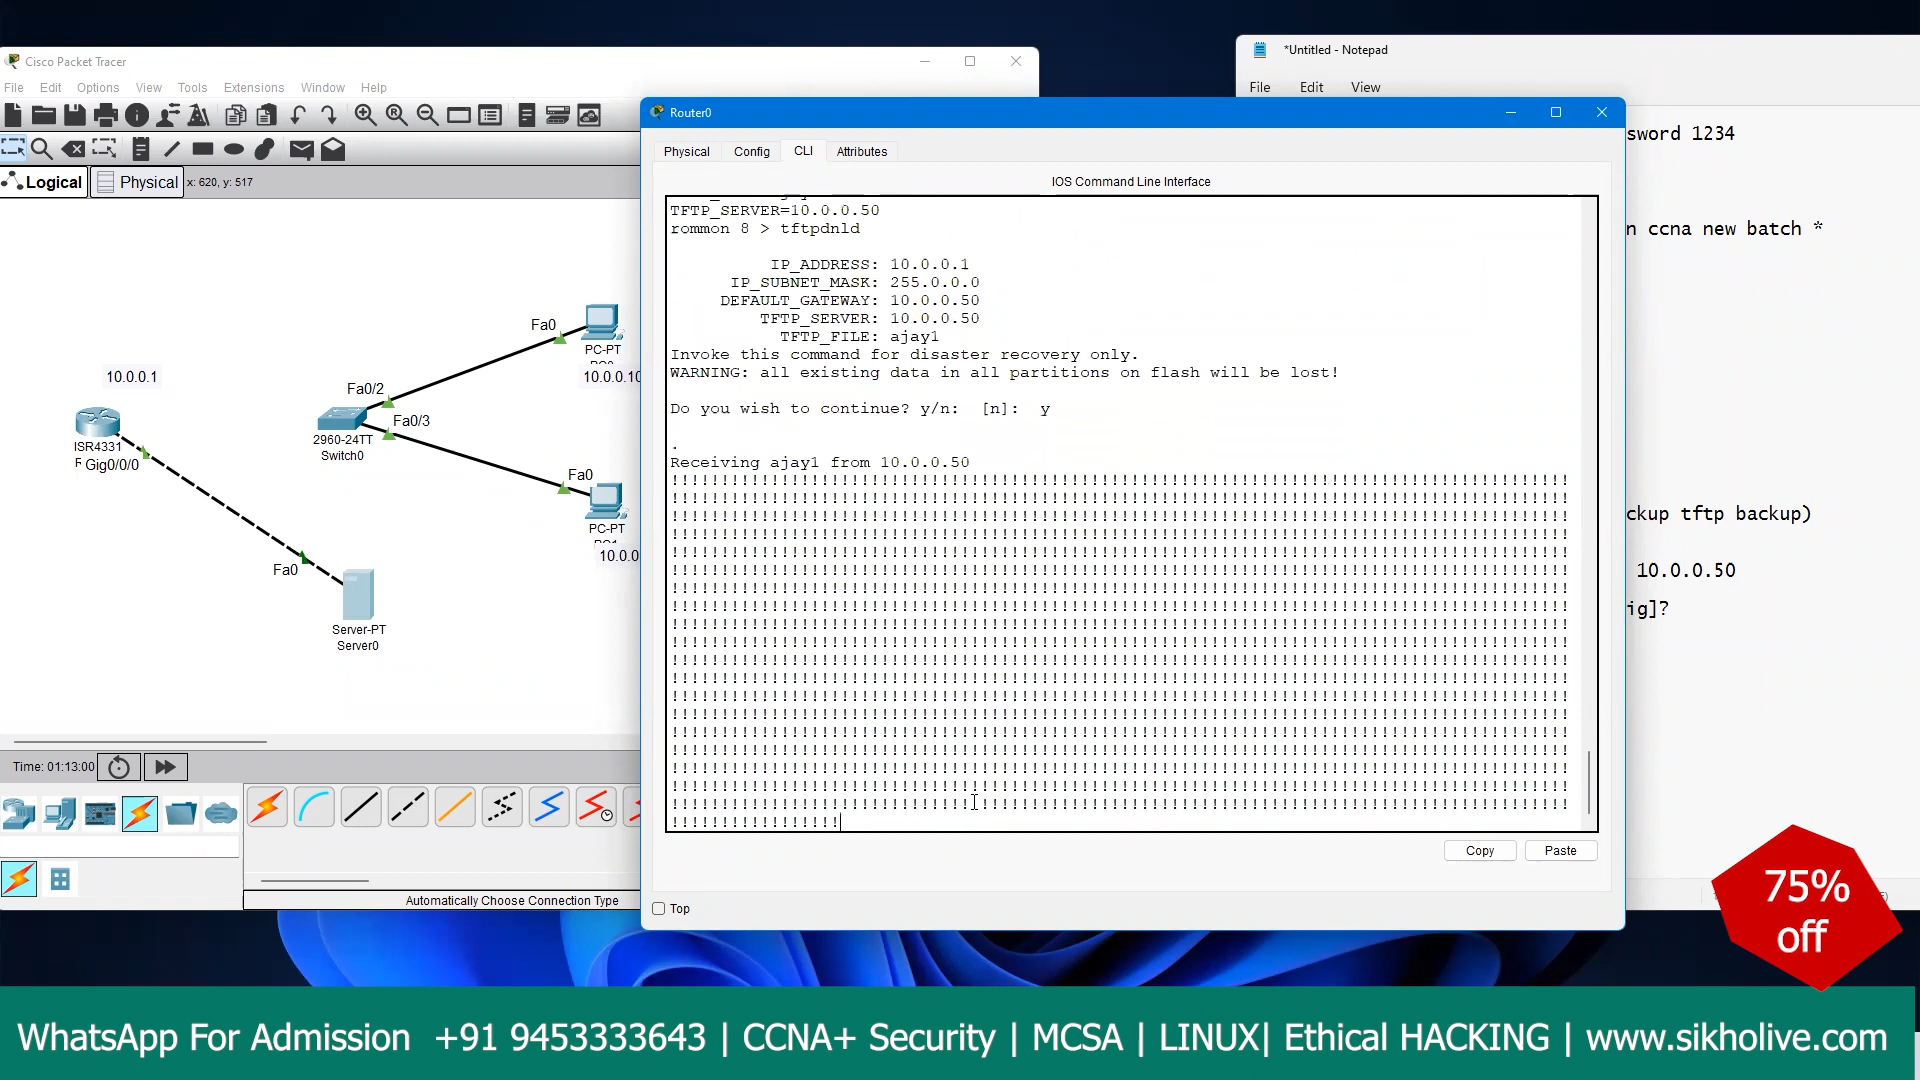 Cisco Packet Tracer
File Edit Options View Tools Extensions Window Help
Logical
Physical
x: 620, y: 517
10.0.0.1
ISR4331
Gig0/0/0
Fa0/2
Fa0/3
2960-24TT
Switch0
Fa0
PC-PT
10.0.0.10
Fa0
PC-PT
10.0.0
Fa0
Server-PT
Server0
Time: 01:13:00
Automatically Choose Connection Type
Router0
Physical Config CLI Attributes
IOS Command Line Interface
TFTP_SERVER=10.0.0.50
rommon 8 > tftpdnld
IP_ADDRESS: 10.0.0.1
IP_SUBNET_MASK: 255.0.0.0
DEFAULT_GATEWAY: 10.0.0.50
TFTP_SERVER: 10.0.0.50
TFTP_FILE: ajay1
Invoke this command for disaster recovery only.
WARNING: all existing data in all partitions on flash will be lost!
Do you wish to continue? y/n:  [n]:  y
.
Receiving ajay1 from 10.0.0.50
Copy
Paste
Top
*Untitled - Notepad
File Edit View
sword 1234
n ccna new batch *
ckup tftp backup)
10.0.0.50
ig]?
75%
off
WhatsApp For Admission +91 9453333643 | CCNA+ Security | MCSA | LINUX| Ethical HACKING | www.sikholive.com